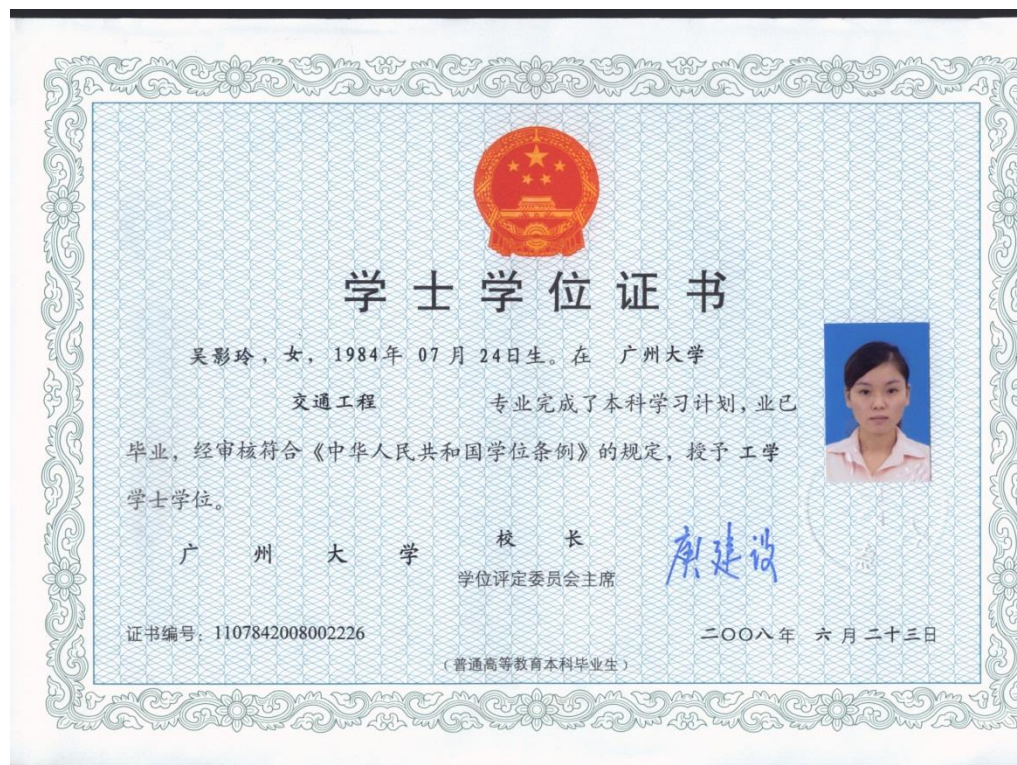 学士学位证书
吴影玲，女，1984年 07 月 24日生。在 广州大学
交通工程 专业完成了本科学习计划，业已
毕业，经审核符合《中华人民共和国学位条例》的规定，授予 工学
学士学位。
广 州 大 学 校 长 庾建设
学位评定委员会主席
证书编号：1107842008002226 二〇〇八年 六 月 二十三日
（普通高等教育本科毕业生）